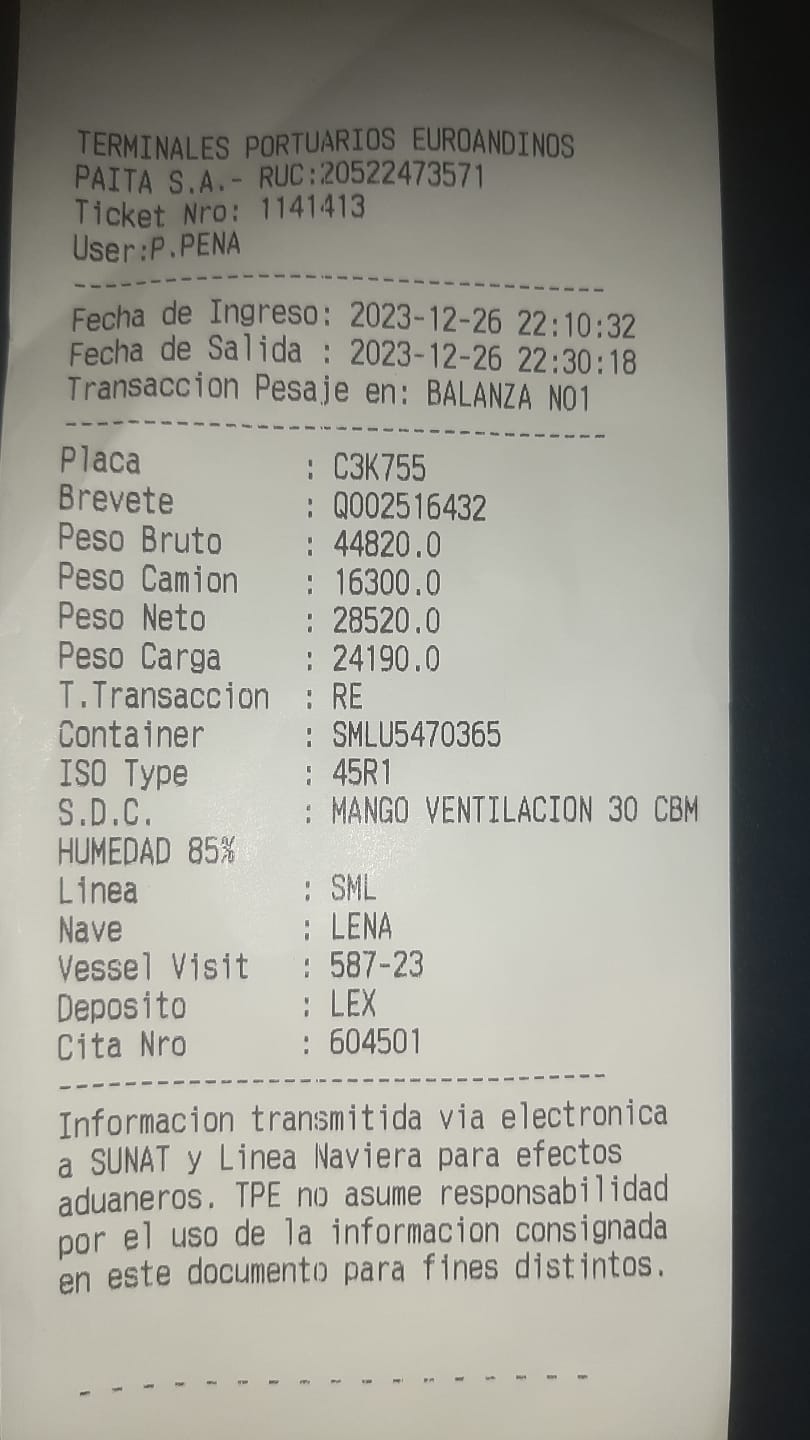 TERMINALES PORTUARIOS EUROANDINOS
PAITA S.A.- RUC:20522473571
Ticket Nro: 1141413
User:P.PENA
Fecha de Ingreso: 2023-12-26 22:10:32
Fecha de Salida : 2023-12-26 22:30:18
Transaccion Pesaje en: BALANZA NO1
Placa : C3K755
Brevete : Q002516432
Peso Bruto : 44820.0
Peso Camion : 16300.0
Peso Neto : 28520.0
Peso Carga : 24190.0
T.Transaccion : RE
Container : SMLU5470365
ISO Type : 45R1
S.D.C. : MANGO VENTILACION 30 CBM
HUMEDAD 85%
Linea : SML
Nave : LENA
Vessel Visit : 587-23
Deposito : LEX
Cita Nro : 604501
Informacion transmitida via electronica
a SUNAT y Linea Naviera para efectos
aduaneros. TPE no asume responsabilidad
por el uso de la informacion consignada
en este documento para fines distintos.